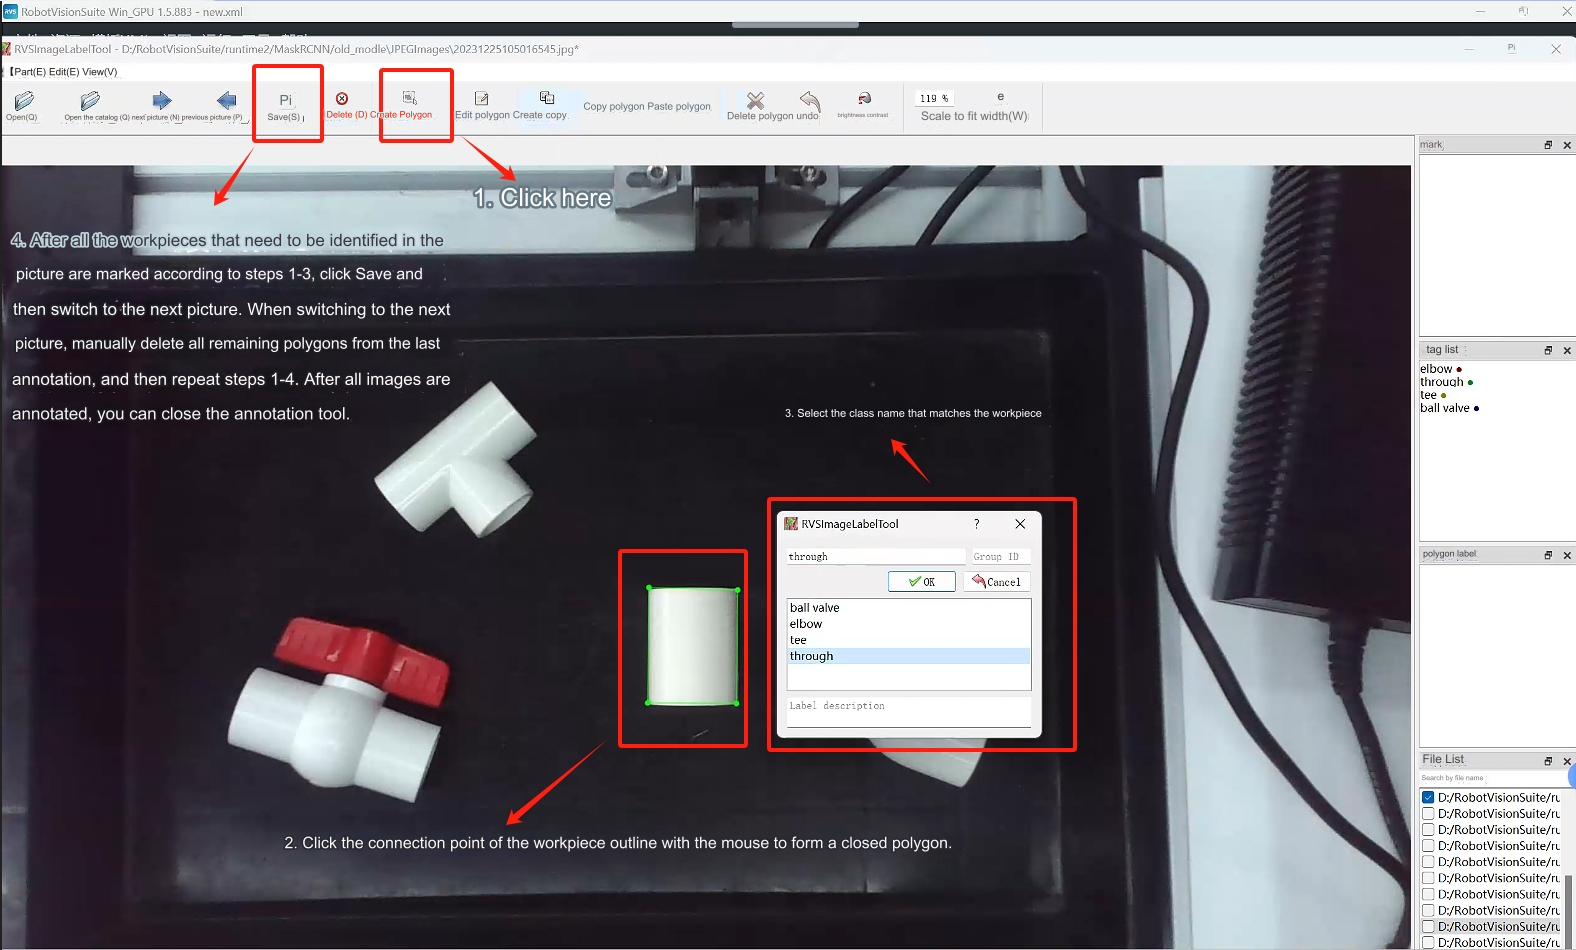 RobotVisionSuite Win_GPU 1.5.883 - new.xml
RVSImageLabelTool - D:/RobotVisionSuite/runtime2/MaskRCNN/old_modle\JPEGImages\20231225105016545.jpg*
【Part(E) Edit(E) View(V)
Pi
Open(Q)
Open the catalog (Q) next picture (N) previous picture (P)
Pi
Save(S)
Delete (D) Create Polygon
Edit polygon Create copy
Copy polygon Paste polygon
Delete polygon undo
brightness contrast
119 %
e
Scale to fit width(W)
1. Click here
4. After all the workpieces that need to be identified in the
picture are marked according to steps 1-3, click Save and
then switch to the next picture. When switching to the next
picture, manually delete all remaining polygons from the last
annotation, and then repeat steps 1-4. After all images are
annotated, you can close the annotation tool.
3. Select the class name that matches the workpiece
RVSImageLabelTool
?
through
Group ID
OK
Cancel
ball valve
elbow
tee
through
Label description
2. Click the connection point of the workpiece outline with the mouse to form a closed polygon.
mark
tag list
elbow
through
tee
ball valve
polygon label
File List
Search by file name
D:/RobotVisionSuite/ru
D:/RobotVisionSuite/ru
D:/RobotVisionSuite/ru
D:/RobotVisionSuite/ru
D:/RobotVisionSuite/ru
D:/RobotVisionSuite/ru
D:/RobotVisionSuite/ru
D:/RobotVisionSuite/ru
D:/RobotVisionSuite/ru
D:/RobotVisionSuite/ru